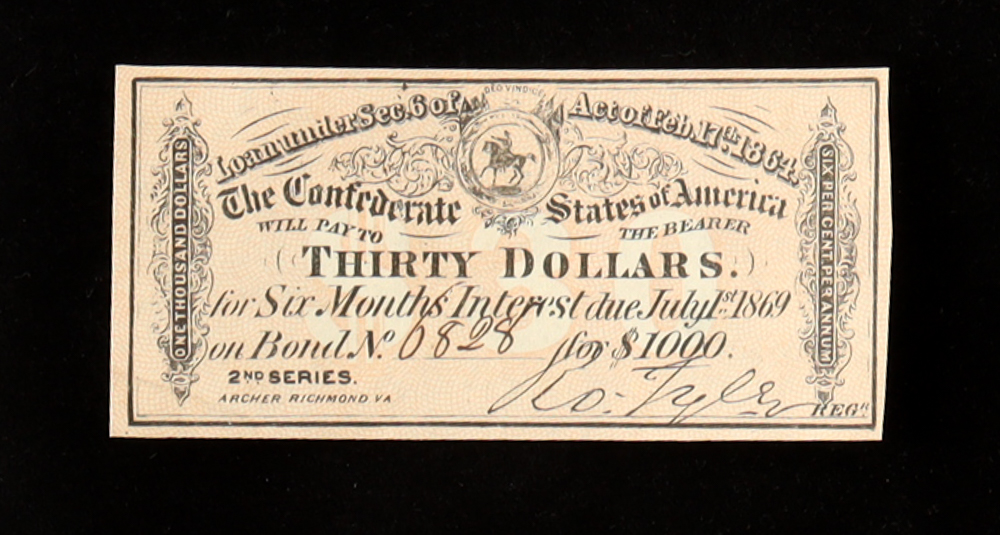 DEO VINDICE
Loan under Sec. 6 of Act of Feb. 17th 1864.
The Confederate States of America
WILL PAY TO THE BEARER
$30
THIRTY DOLLARS.
for Six Months Interest due July 1st 1869
on Bond No. 6828 for $1000.
2ND SERIES.
Ro: Tyler REGR
ARCHER RICHMOND VA
ONE THOUSAND DOLLARS
SIX PER CENT PER ANNUM